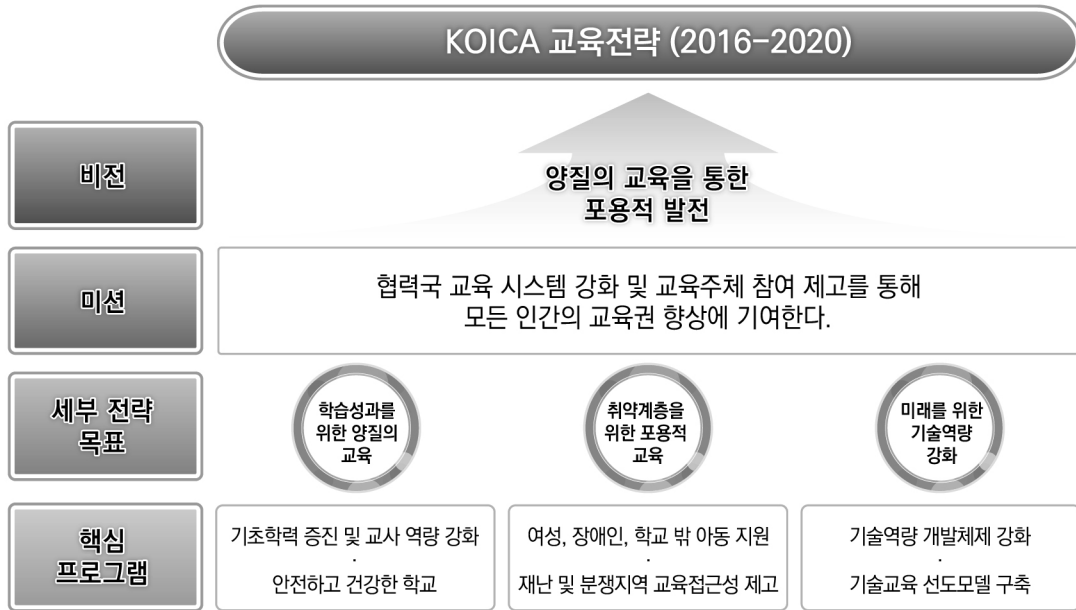 KOICA 교육전략 (2016-2020)
비전
양질의 교육을 통한
포용적 발전
미션
협력국 교육 시스템 강화 및 교육주체 참여 제고를 통해
모든 인간의 교육권 향상에 기여한다.
세부 전략
목표
학습성과를
위한 양질의
교육
취약계층을
위한 포용적
교육
미래를 위한
기술역량
강화
핵심
프로그램
기초학력 증진 및 교사 역량 강화
·
안전하고 건강한 학교
여성, 장애인, 학교 밖 아동 지원
·
재난 및 분쟁지역 교육접근성 제고
기술역량 개발체제 강화
·
기술교육 선도모델 구축